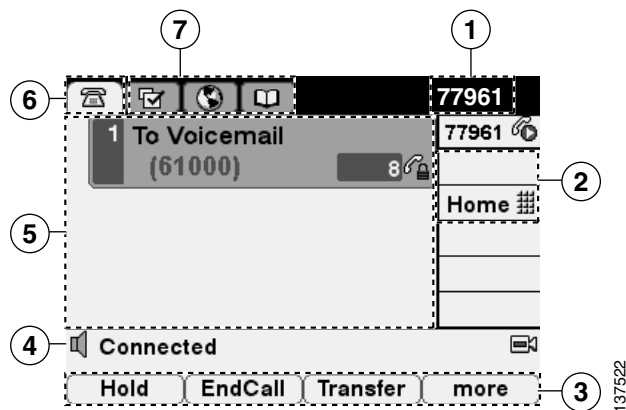 7
1
6
77961
1 To Voicemail
(61000) 8
77961
2
Home
5
4
Connected
Hold EndCall Transfer more
3
137522